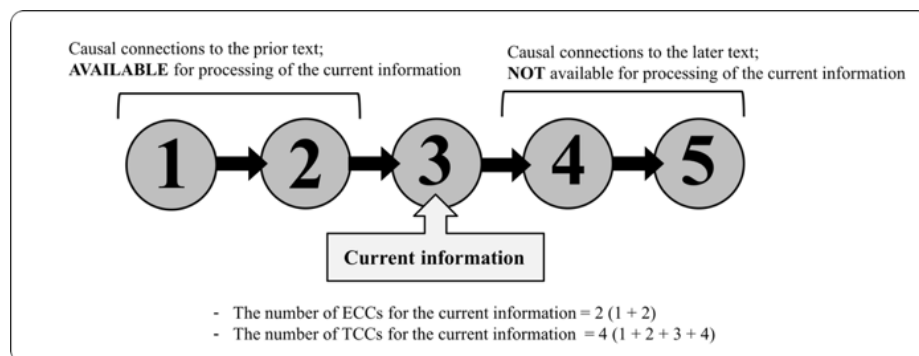 Causal connections to the prior text;
AVAILABLE for processing of the current information
Causal connections to the later text;
NOT available for processing of the current information
1 2 3 4 5
Current information
- The number of ECCs for the current information = 2 (1 + 2)
- The number of TCCs for the current information = 4 (1 + 2 + 3 + 4)